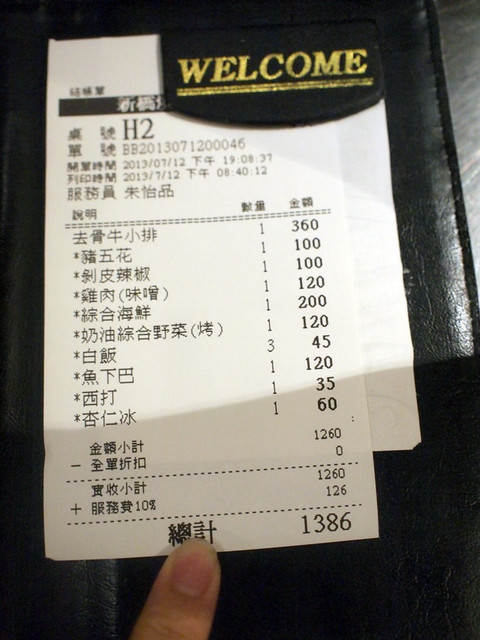 WELCOME
結帳單
新橋
桌 號 H2
單 號 BB2013071200046
開單時間 2013/07/12 下午 19:08:37
列印時間 2013/7/12 下午 08:40:12
服務員 朱怡品
說明 數量 金額
去骨牛小排 1 360
*豬五花 1 100
*剝皮辣椒 1 100
*雞肉(味噌) 1 120
*綜合海鮮 1 200
*奶油綜合野菜(烤) 1 120
*白飯 3 45
*魚下巴 1 120
*西打 1 35
*杏仁冰 1 60
金額小計 1260
- 全單折扣 0
實收小計 1260
+ 服務費10% 126
總計 1386